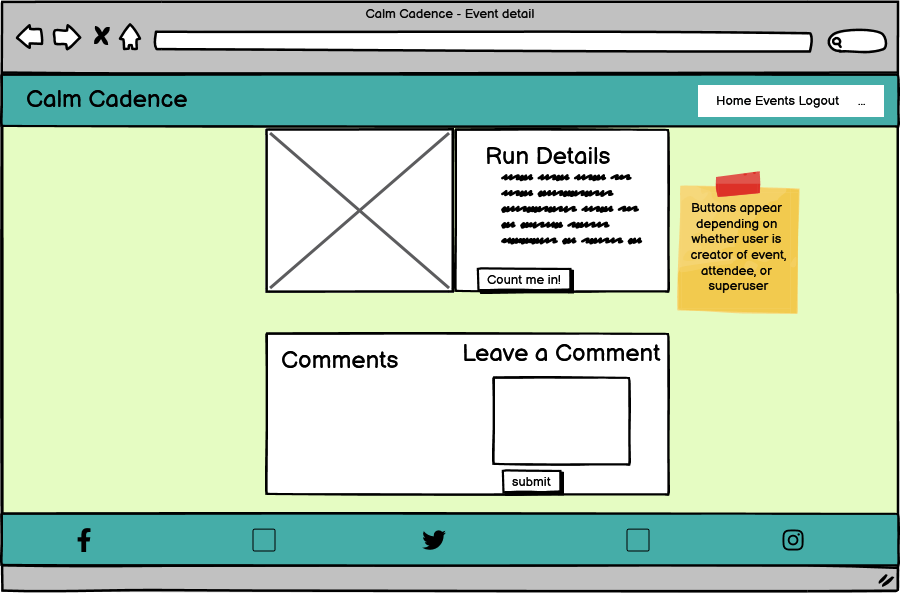 Calm Cadence - Event detail
Calm Cadence
Home Events Logout ...
Run Details
Count me in!
Buttons appear
depending on
whether user is
creator of event,
attendee, or
superuser
Comments
Leave a Comment
submit